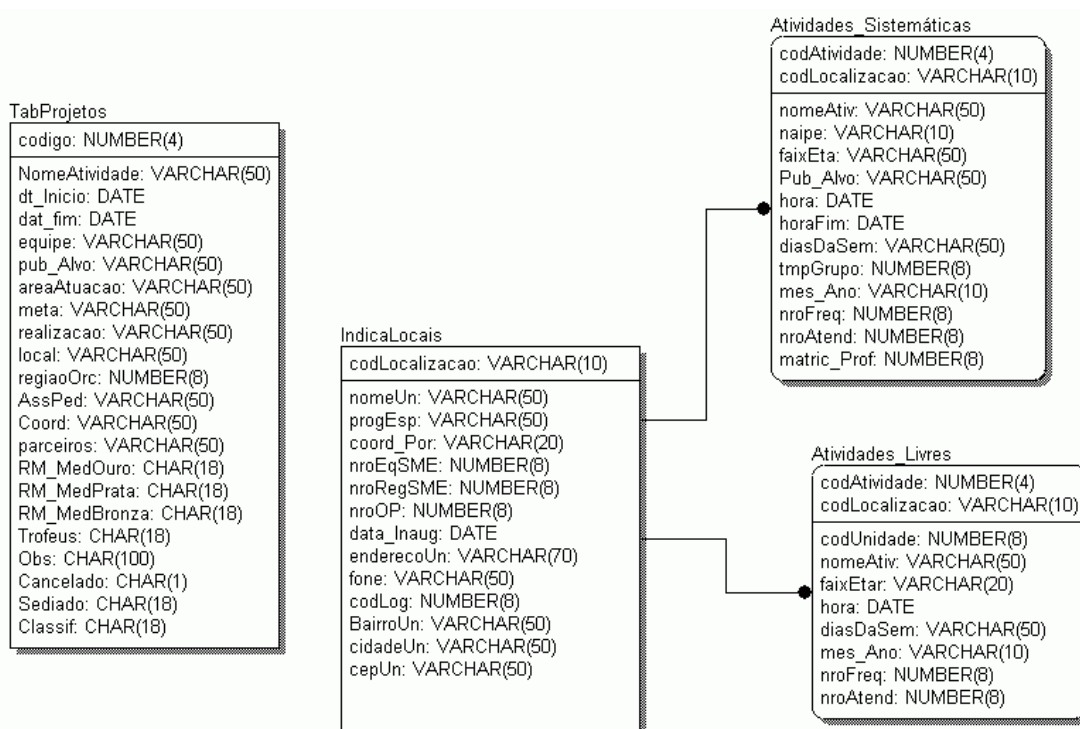 TabProjetos
codigo: NUMBER(4)
NomeAtividade: VARCHAR(50)
dt_Inicio: DATE
dat_fim: DATE
equipe: VARCHAR(50)
pub_Alvo: VARCHAR(50)
areaAtuacao: VARCHAR(50)
meta: VARCHAR(50)
realizacao: VARCHAR(50)
local: VARCHAR(50)
regiaoOrc: NUMBER(8)
AssPed: VARCHAR(50)
Coord: VARCHAR(50)
parceiros: VARCHAR(50)
RM_MedOuro: CHAR(18)
RM_MedPrata: CHAR(18)
RM_MedBronza: CHAR(18)
Trofeus: CHAR(18)
Obs: CHAR(100)
Cancelado: CHAR(1)
Sediado: CHAR(18)
Classif: CHAR(18)
IndicaLocais
codLocalizacao: VARCHAR(10)
nomeUn: VARCHAR(50)
progEsp: VARCHAR(50)
coord_Por: VARCHAR(20)
nroEqSME: NUMBER(8)
nroRegSME: NUMBER(8)
nroOP: NUMBER(8)
data_Inaug: DATE
enderecoUn: VARCHAR(70)
fone: VARCHAR(50)
codLog: NUMBER(8)
BairroUn: VARCHAR(50)
cidadeUn: VARCHAR(50)
cepUn: VARCHAR(50)
Atividades_Sistemáticas
codAtividade: NUMBER(4)
codLocalizacao: VARCHAR(10)
nomeAtiv: VARCHAR(50)
naipe: VARCHAR(10)
faixEta: VARCHAR(50)
Pub_Alvo: VARCHAR(50)
hora: DATE
horaFim: DATE
diasDaSem: VARCHAR(50)
tmpGrupo: NUMBER(8)
mes_Ano: VARCHAR(10)
nroFreq: NUMBER(8)
nroAtend: NUMBER(8)
matric_Prof: NUMBER(8)
Atividades_Livres
codAtividade: NUMBER(4)
codLocalizacao: VARCHAR(10)
codUnidade: NUMBER(8)
nomeAtiv: VARCHAR(50)
faixEtar: VARCHAR(20)
hora: DATE
diasDaSem: VARCHAR(50)
mes_Ano: VARCHAR(10)
nroFreq: NUMBER(8)
nroAtend: NUMBER(8)